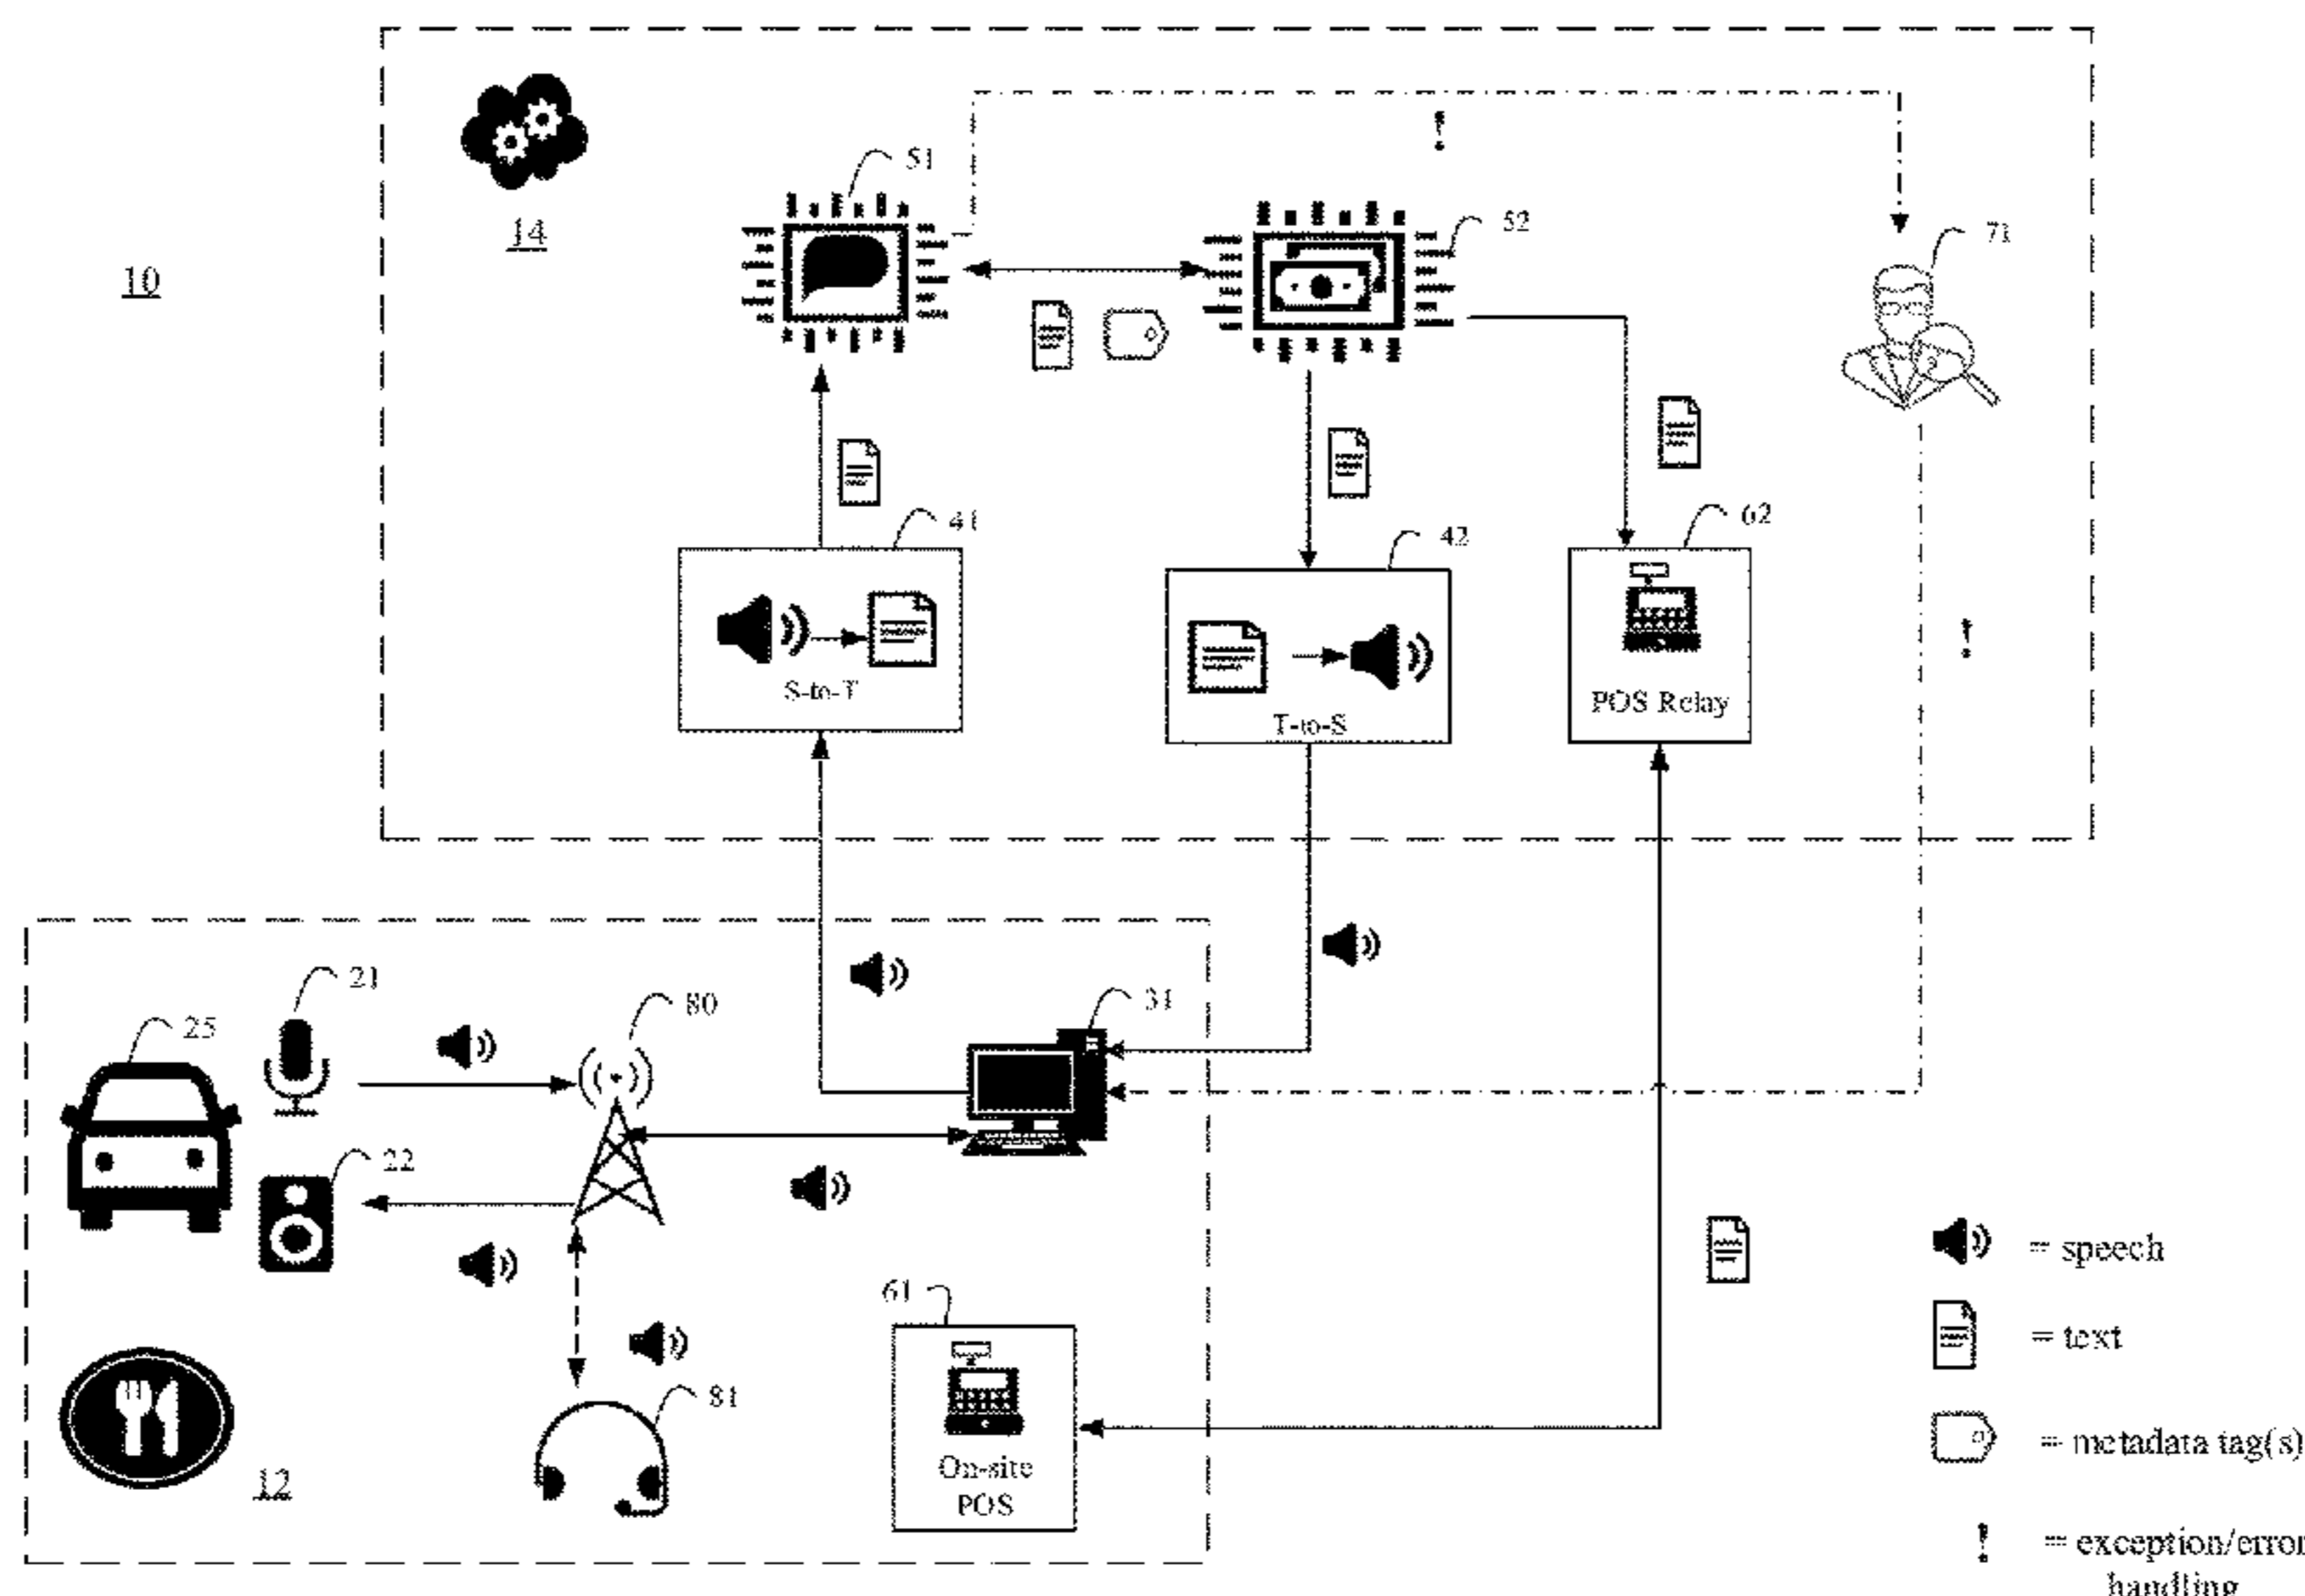 51
52
14
71
10
41
42
62
S-to-T
T-to-S
POS Relay
21
80
31
25
22
= speech
61
= text
81
On-site
POS
= metadata tag(s)
12
= exception/error
handling